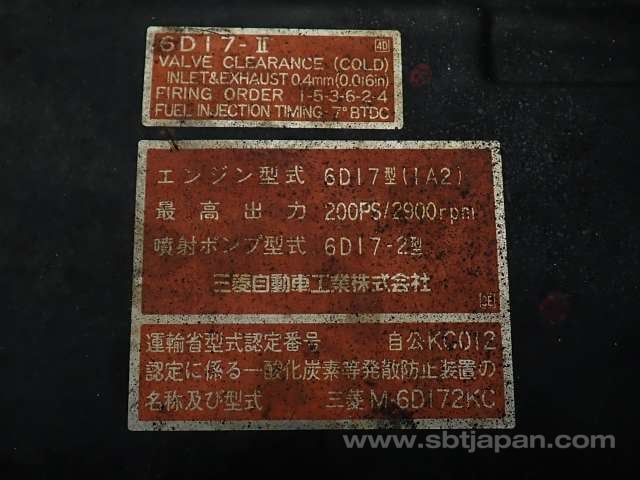 6D17-II
4D
VALVE CLEARANCE (COLD)
INLET&EXHAUST 0.4mm(0.016in)
FIRING ORDER 1-5-3-6-2-4
FUEL INJECTION TIMING 7° BTDC
エンジン型式 6D17型(1A2)
最高出力 200PS/2900rpm
噴射ポンプ型式 6D17-2型
三菱自動車工業株式会社
運輸省型式認定番号 自公KC012
認定に係る一酸化炭素等発散防止装置の
名称及び型式 三菱M-6D172KC
www.sbtjapan.com